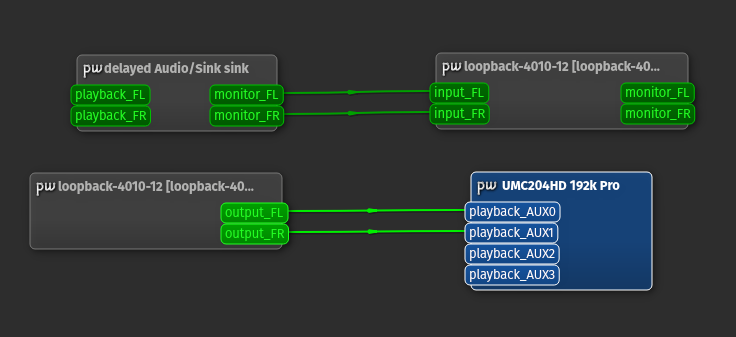 pw delayed Audio/Sink sink
playback_FL monitor_FL
playback_FR monitor_FR
pw loopback-4010-12 [loopback-40...
input_FL monitor_FL
input_FR monitor_FR
pw loopback-4010-12 [loopback-40...
output_FL
output_FR
pw UMC204HD 192k Pro
playback_AUX0
playback_AUX1
playback_AUX2
playback_AUX3